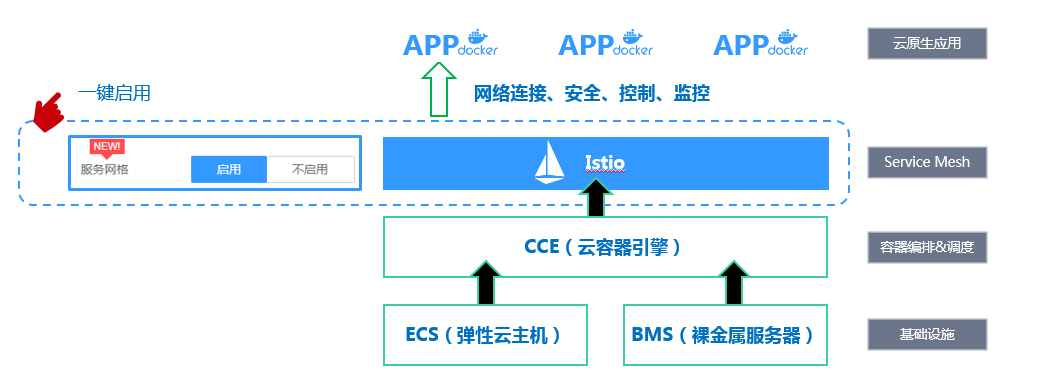 APP docker
APP docker
APP docker
云原生应用
一键启用
网络连接、安全、控制、监控
NEW!
服务网格
启用
不启用
Istio
Service Mesh
CCE（云容器引擎）
容器编排&调度
ECS（弹性云主机）
BMS（裸金属服务器）
基础设施